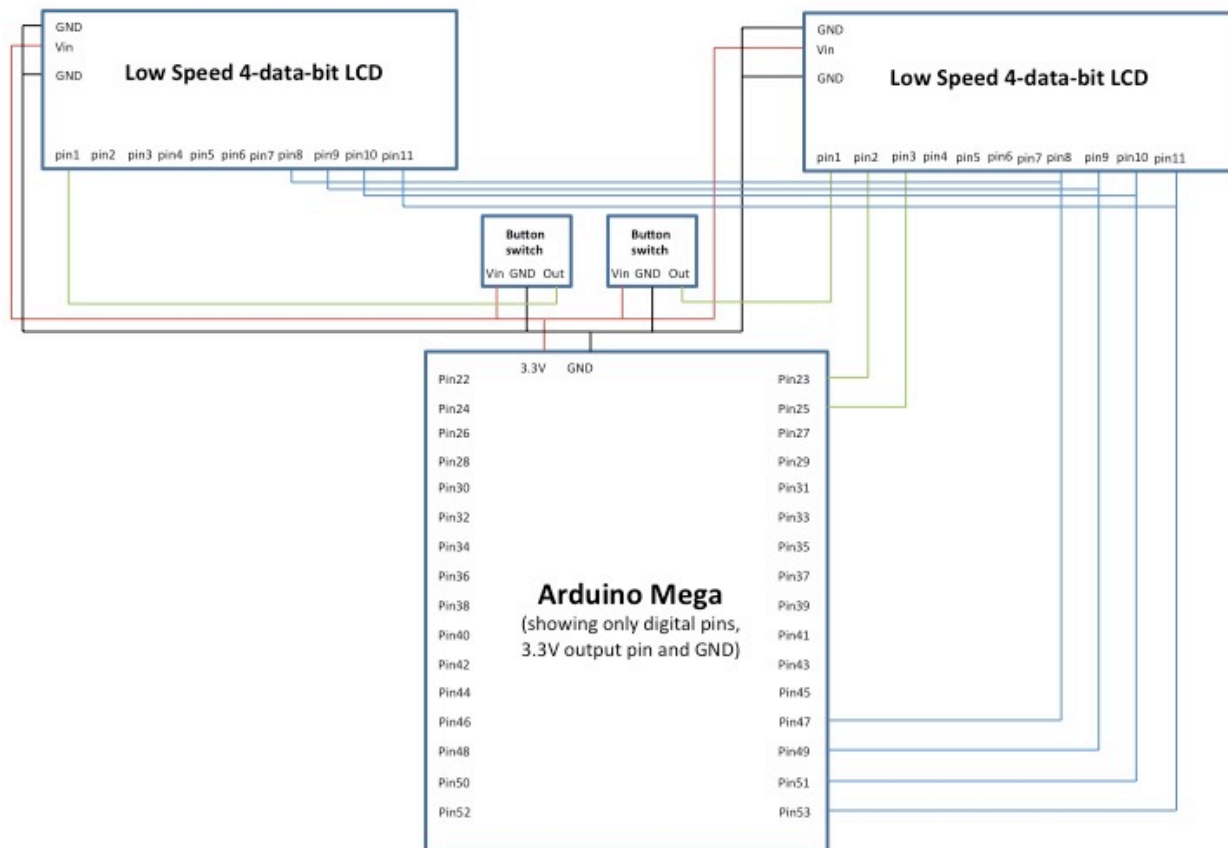 GND
Vin
GND
Low Speed 4-data-bit LCD
pin1 pin2 pin3 pin4 pin5 pin6 pin7 pin8 pin9 pin10 pin11
GND
Vin
GND
Low Speed 4-data-bit LCD
pin1 pin2 pin3 pin4 pin5 pin6 pin7 pin8 pin9 pin10 pin11
Button
switch
Vin GND Out
Button
switch
Vin GND Out
3.3V GND
Pin22 Pin23
Pin24 Pin25
Pin26 Pin27
Pin28 Pin29
Pin30 Pin31
Pin32 Pin33
Pin34 Pin35
Pin36 Pin37
Arduino Mega
Pin38 Pin39
(showing only digital pins,
Pin40 Pin41
3.3V output pin and GND)
Pin42 Pin43
Pin44 Pin45
Pin46 Pin47
Pin48 Pin49
Pin50 Pin51
Pin52 Pin53